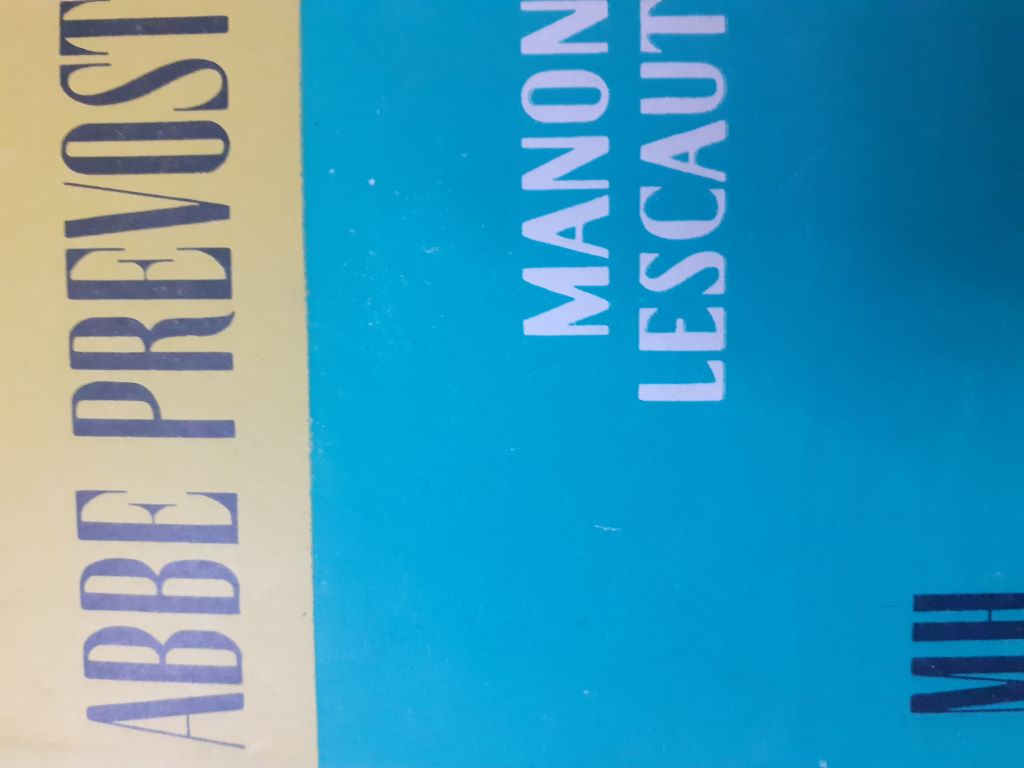 ABBE PREVOST
MANON
LESCAUT
MH